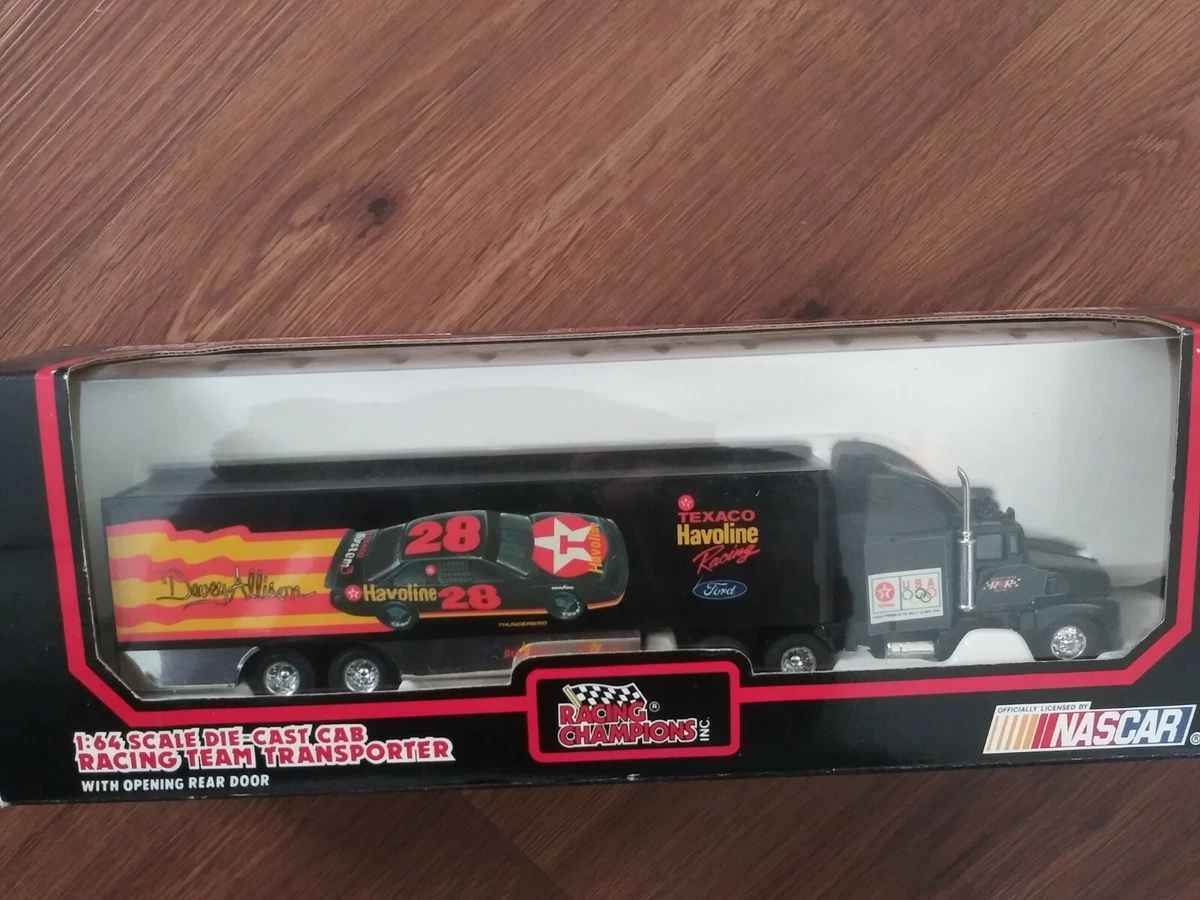 Davey Allison
28
Havoline
28
Havoline
THUNDERBIRD
TEXACO
Havoline
Racing
Ford
USA
1:64 SCALE DIE-CAST CAB
RACING TEAM TRANSPORTER
WITH OPENING REAR DOOR
RACING ®
CHAMPIONS INC.
OFFICIALLY LICENSED BY
NASCAR ®